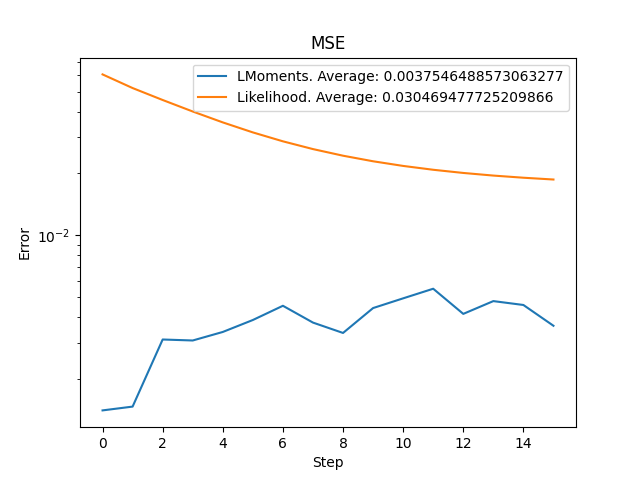 MSE
LMoments. Average: 0.0037546488573063277
Likelihood. Average: 0.030469477725209866
Error
10⁻²
0 2 4 6 8 10 12 14
Step